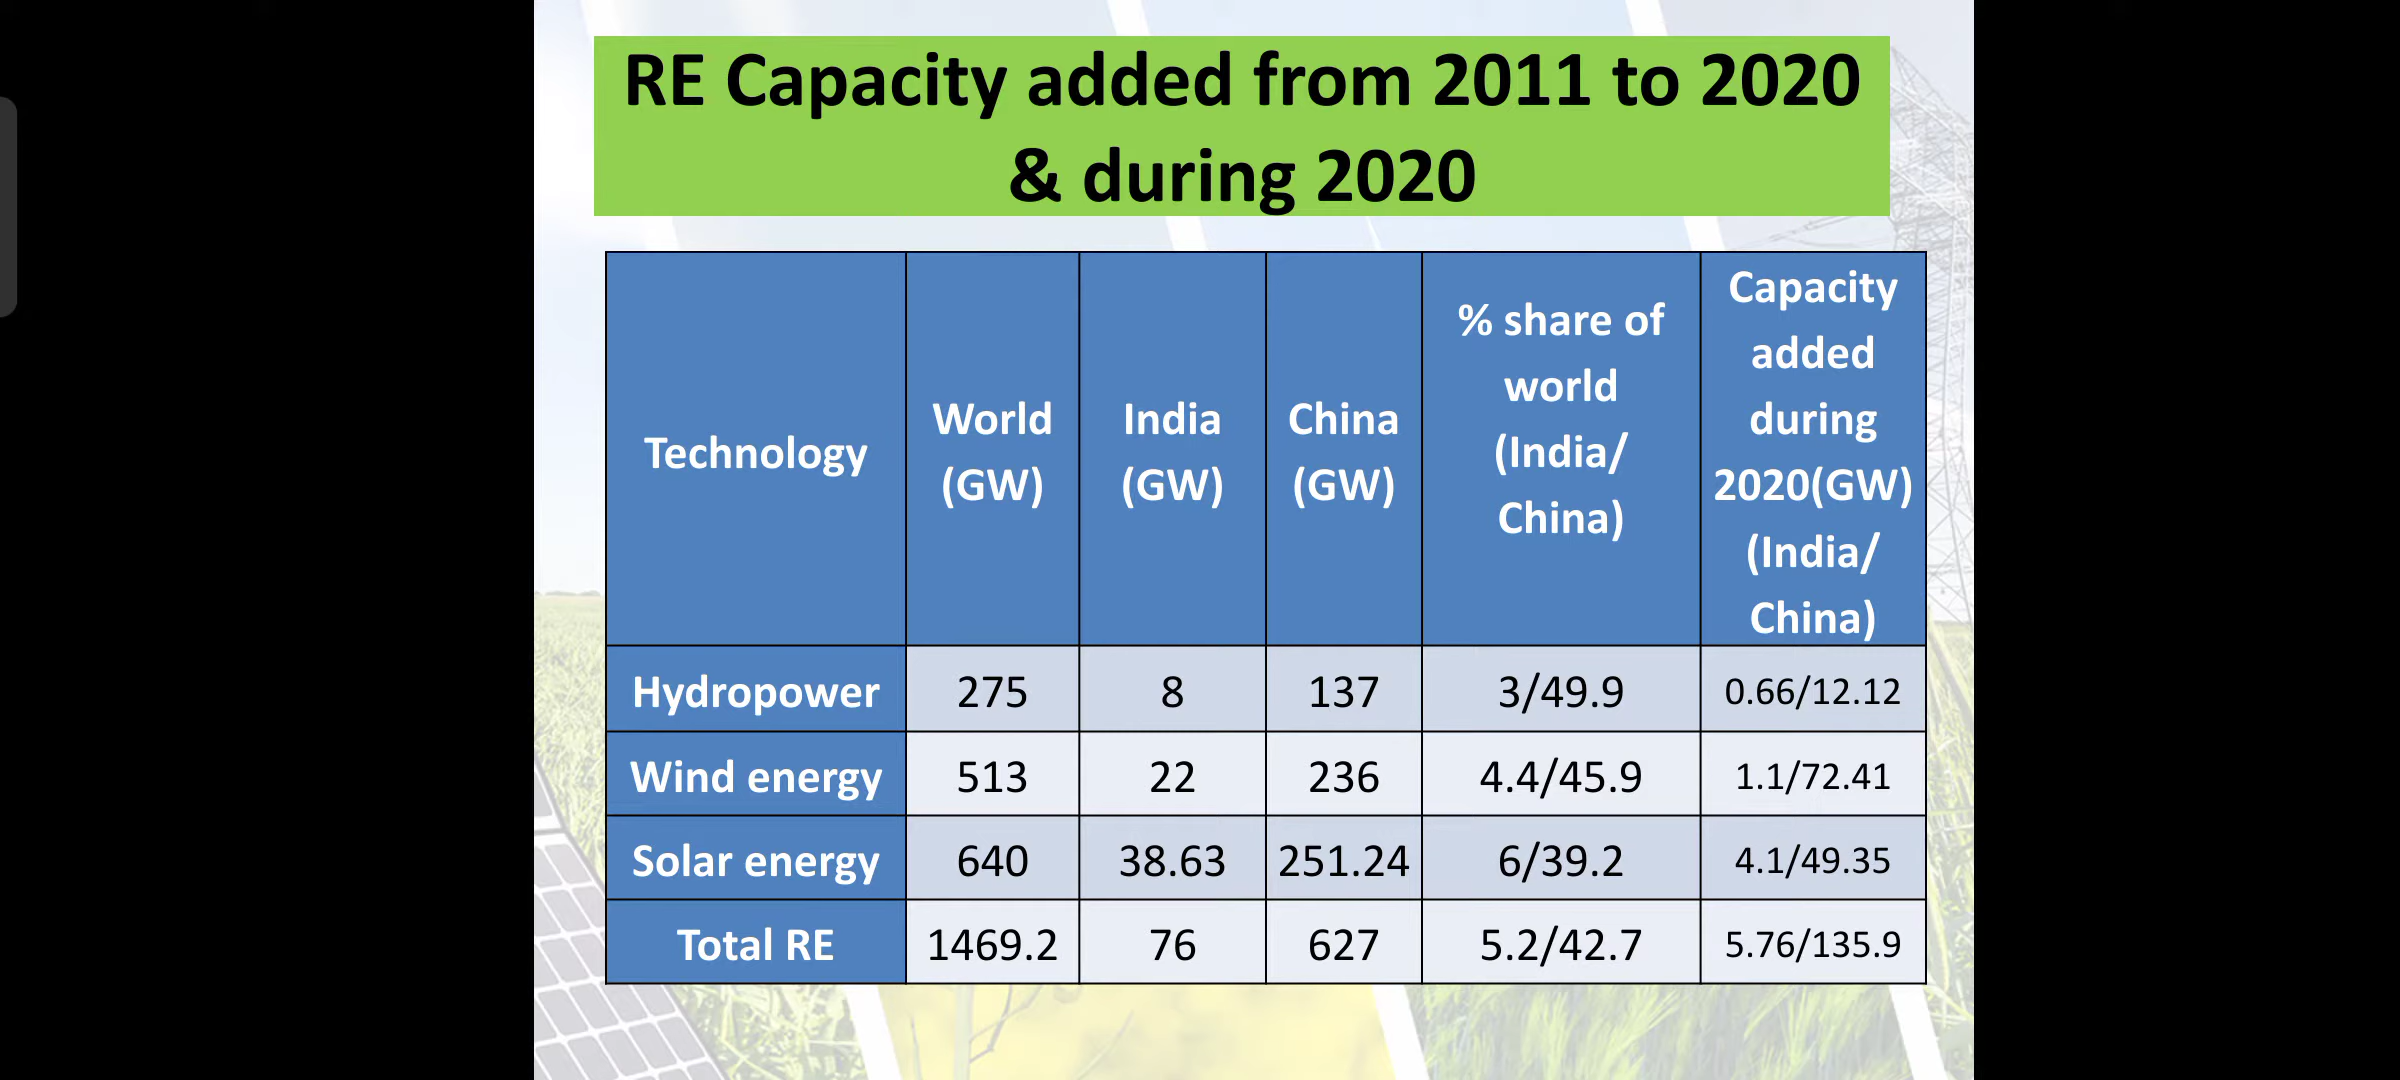 RE Capacity added from 2011 to 2020
& during 2020
Technology
World
(GW)
India
(GW)
China
(GW)
% share of
world
(India/
China)
Capacity
added
during
2020(GW)
(India/
China)
Hydropower 275 8 137 3/49.9 0.66/12.12
Wind energy 513 22 236 4.4/45.9 1.1/72.41
Solar energy 640 38.63 251.24 6/39.2 4.1/49.35
Total RE 1469.2 76 627 5.2/42.7 5.76/135.9